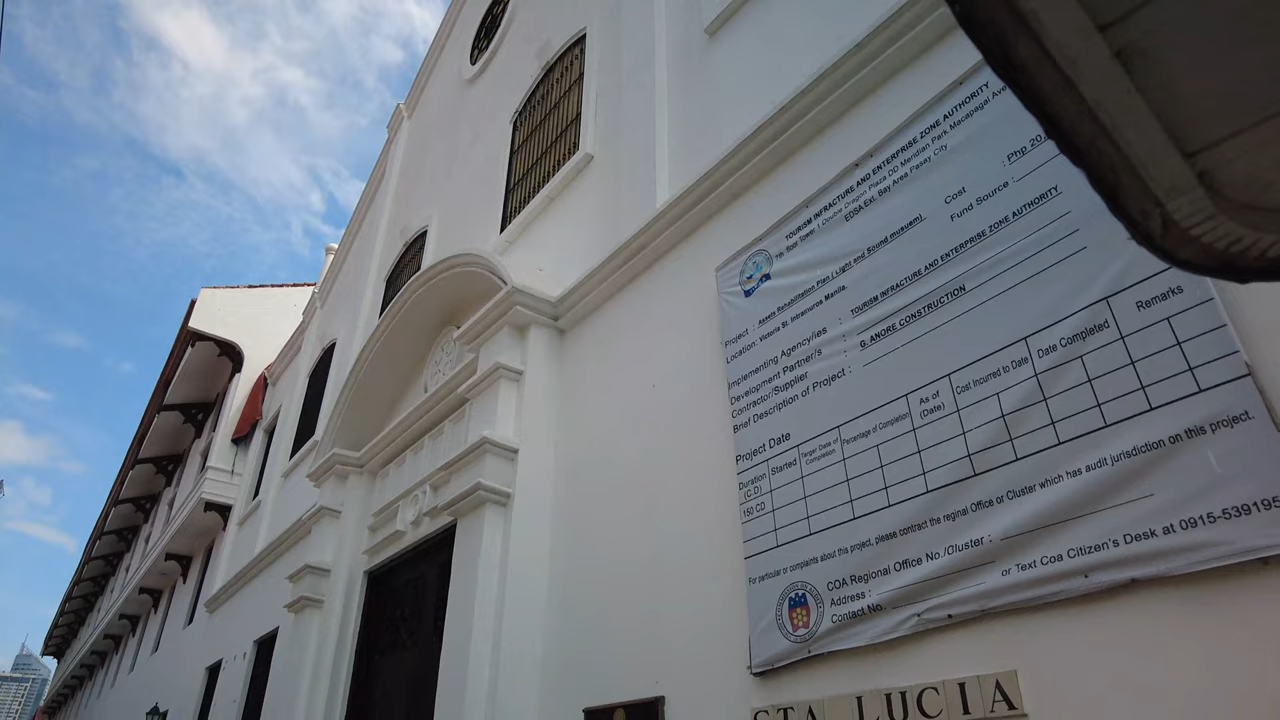 TOURISM INFRACTURE AND ENTERPRISE ZONE AUTHORITY
7th floor Tower 1 Double Dragon Plaza DD Meridian Park Macapagal Ave
EDSA Ext. Bay Area Pasay City
Project : Assets Rehabilitation Plan ( Light and Sound musuem)
Location: Victoria St. Intramuros Manila.
Cost : Php 20
Fund Source :
Implementing Agency/ies : TOURISM INFRACTURE AND ENTERPRISE ZONE AUTHORITY
Development Partner/s :
Contractor/Supplier : G. ANORE CONSTRUCTION
Brief Description of Project :
Project Date
Duration (C.D) Started Targer Date of Completion Percentage of Completion As of (Date) Cost Incurred to Date Date Completed Remarks
150 CD
For particular or complaints about this project, please contract the reginal Office or Cluster which has audit jurisdiction on this project.
COA Regional Office No./Cluster :
Address : or Text Coa Citizen's Desk at 0915-539195
Contact No.
STA LUCIA